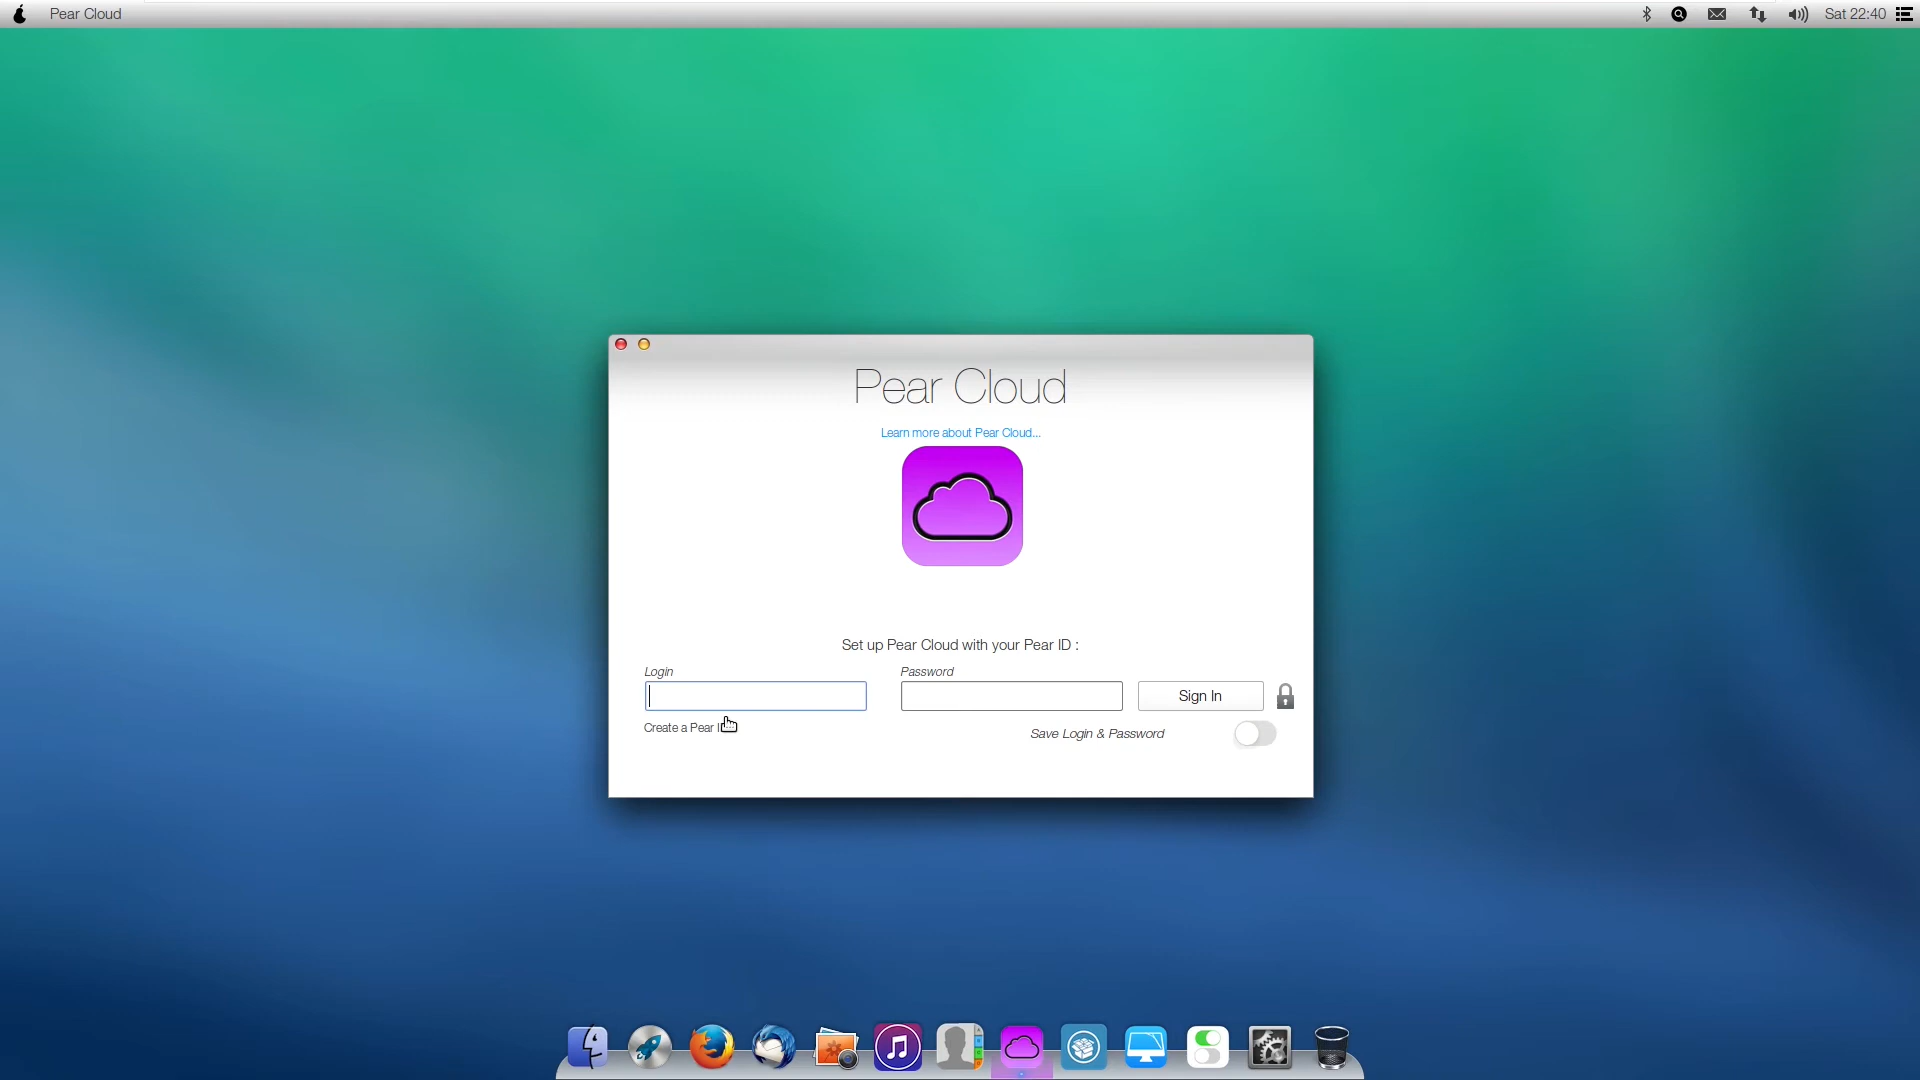 Pear Cloud
Sat 22:40
Pear Cloud
Learn more about Pear Cloud...
Set up Pear Cloud with your Pear ID :
Login
Password
Sign In
Create a Pear
Save Login & Password